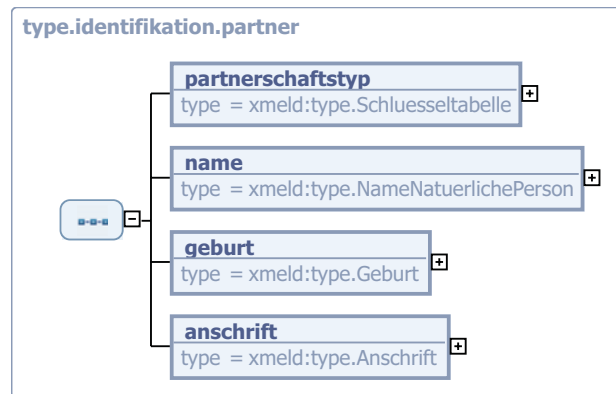 type.identifikation.partner
partnerschaftstyp
type = xmeld:type.Schluesseltabelle
name
type = xmeld:type.NameNatuerlichePerson
geburt
type = xmeld:type.Geburt
anschrift
type = xmeld:type.Anschrift